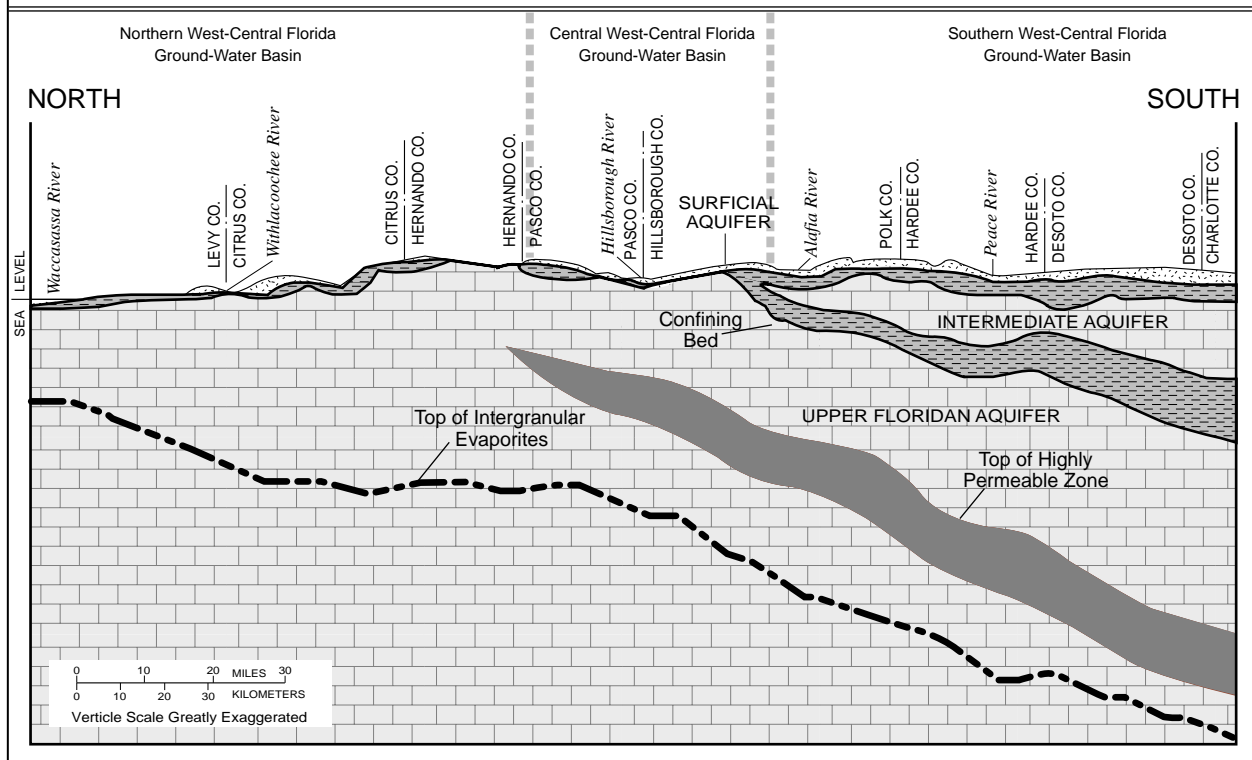 Northern West-Central Florida
Ground-Water Basin
Central West-Central Florida
Ground-Water Basin
Southern West-Central Florida
Ground-Water Basin
NORTH
SOUTH
Waccasassa River
LEVY CO.
CITRUS CO.
Withlacoochee River
CITRUS CO.
HERNANDO CO.
HERNANDO CO.
PASCO CO.
Hillsborough River
PASCO CO.
HILLSBOROUGH CO.
SURFICIAL
AQUIFER
Alafia River
POLK CO.
HARDEE CO.
Peace River
HARDEE CO.
DESOTO CO.
DESOTO CO.
CHARLOTTE CO.
SEA LEVEL
Confining
Bed
INTERMEDIATE AQUIFER
UPPER FLORIDAN AQUIFER
Top of Intergranular
Evaporites
Top of Highly
Permeable Zone
0 10 20 MILES 30
0 10 20 30 KILOMETERS
Verticle Scale Greatly Exaggerated